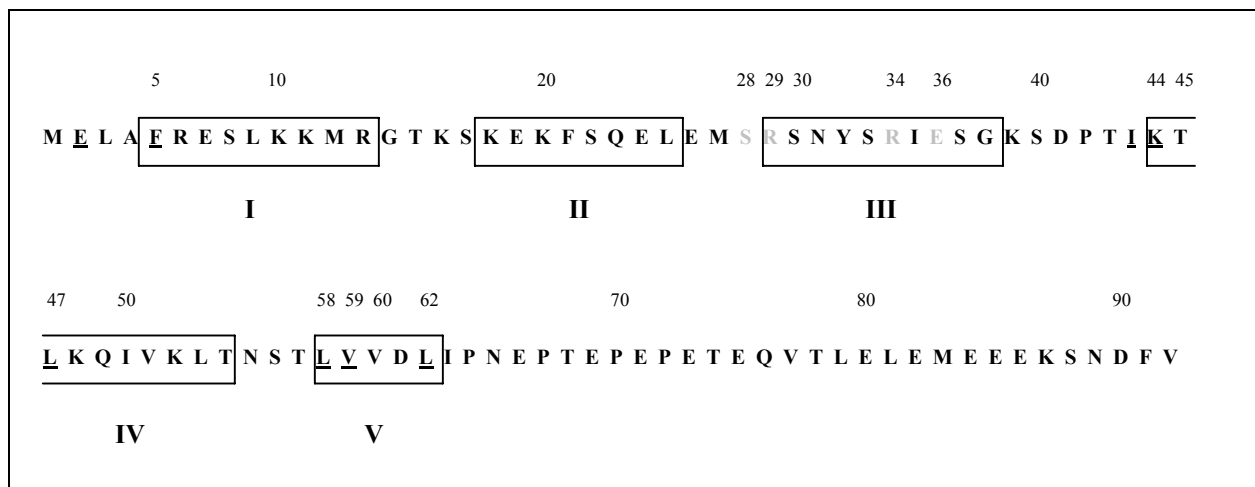 5 10 20 28 29 30 34 36 40 44 45
M E L A F R E S L K K M R G T K S K E K F S Q E L E M S R S N Y S R I E S G K S D P T I K T
I II III
47 50 58 59 60 62 70 80 90
L K Q I V K L T N S T L V V D L I P N E P T E P E P E T E Q V T L E L E M E E E K S N D F V
IV V